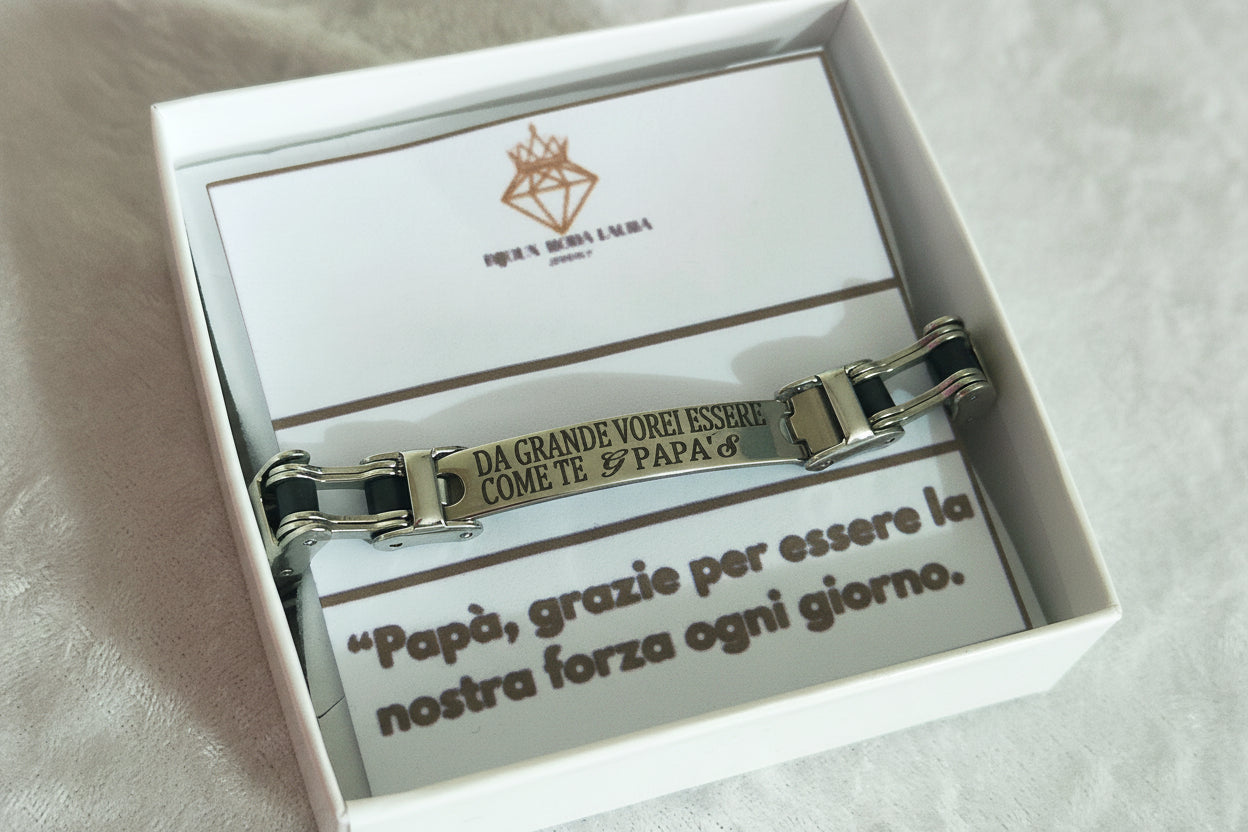 BIJOUX MODA LAURA
JEWELRY
DA GRANDE VOREI ESSERE
COME TE G PAPA'S
“Papà, grazie per essere la
nostra forza ogni giorno.